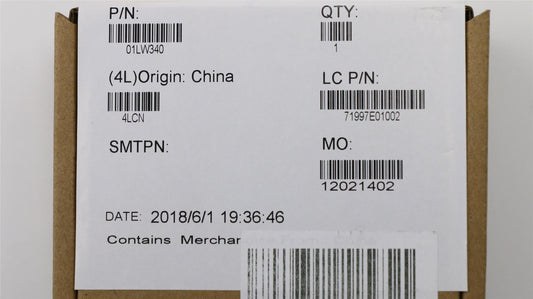 P/N:
01LW340
QTY:
1
(4L)Origin: China
4LCN
LC P/N:
71997E01002
SMTPN:
MO:
12021402
DATE: 2018/6/1 19:36:46
Contains